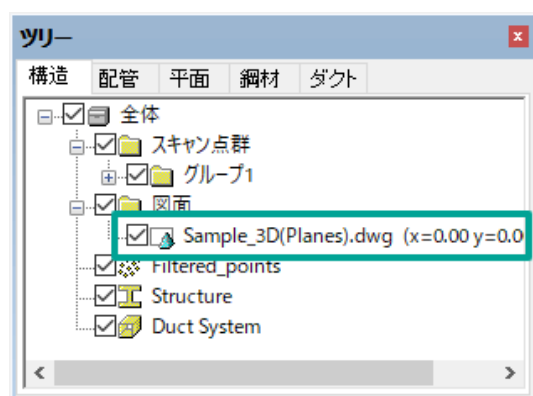 ツリー
構造 配管 平面 鋼材 ダクト
全体
スキャン点群
グループ1
図面
Sample_3D(Planes).dwg (x=0.00 y=0.0
Filtered_points
Structure
Duct System